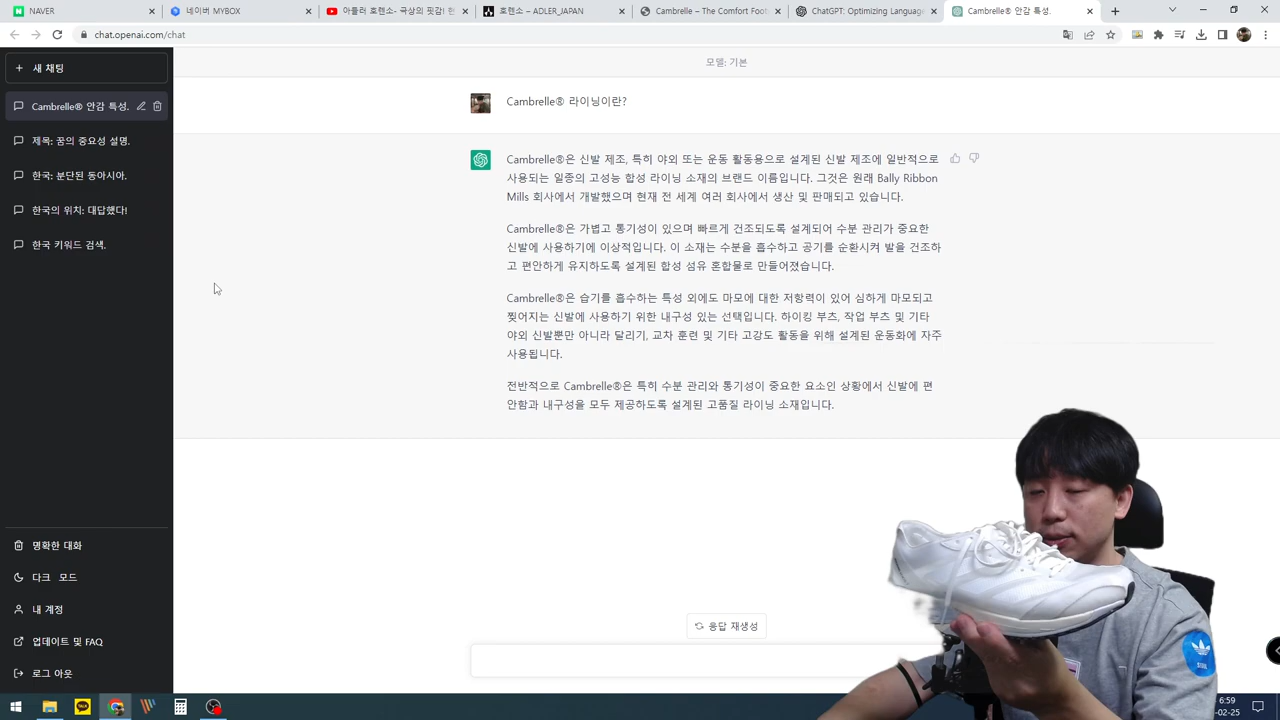 NAVER
네이버 MYBOX
아들러 호렌소- 극상의 핏감! 한
호렌소 – ADLER_JAPAN
Cambrelle – The Comfort Foot
ChatGPT: Optimizing Languag
Cambrelle® 안감 특성.
chat.openai.com/chat
새 채팅
Cambrelle® 안감 특성.
제목: 꿈의 중요성 설명.
한국: 분단된 동아시아.
한국의 위치: 대답했다!
한국 키워드 검색.
명확한 대화
다크 모드
내 계정
업데이트 및 FAQ
로그 아웃
모델: 기본
Cambrelle® 라이닝이란?
Cambrelle®은 신발 제조, 특히 야외 또는 운동 활동용으로 설계된 신발 제조에 일반적으로
사용되는 일종의 고성능 합성 라이닝 소재의 브랜드 이름입니다. 그것은 원래 Bally Ribbon
Mills 회사에서 개발했으며 현재 전 세계 여러 회사에서 생산 및 판매되고 있습니다.
Cambrelle®은 가볍고 통기성이 있으며 빠르게 건조되도록 설계되어 수분 관리가 중요한
신발에 사용하기에 이상적입니다. 이 소재는 수분을 흡수하고 공기를 순환시켜 발을 건조하
고 편안하게 유지하도록 설계된 합성 섬유 혼합물로 만들어졌습니다.
Cambrelle®은 습기를 흡수하는 특성 외에도 마모에 대한 저항력이 있어 심하게 마모되고
찢어지는 신발에 사용하기 위한 내구성 있는 선택입니다. 하이킹 부츠, 작업 부츠 및 기타
야외 신발뿐만 아니라 달리기, 교차 훈련 및 기타 고강도 활동을 위해 설계된 운동화에 자주
사용됩니다.
전반적으로 Cambrelle®은 특히 수분 관리와 통기성이 중요한 요소인 상황에서 신발에 편
안함과 내구성을 모두 제공하도록 설계된 고품질 라이닝 소재입니다.
응답 재생성
TALK
6:59
-02-25